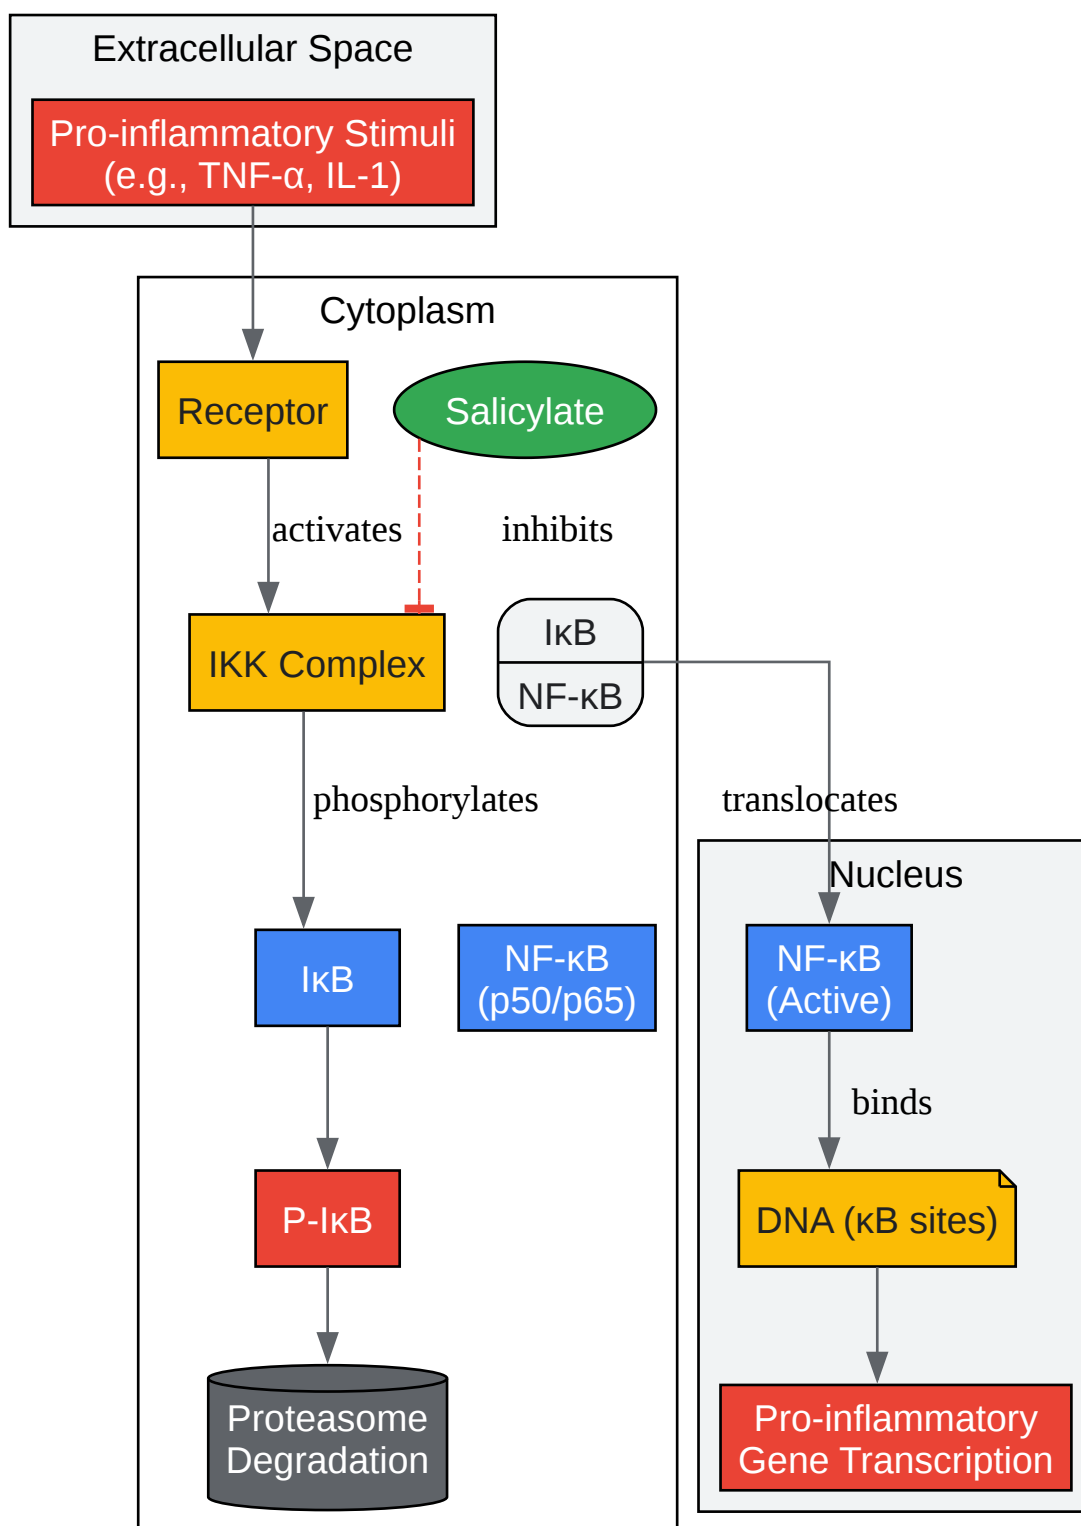 Extracellular Space
Pro-inflammatory Stimuli
(e.g., TNF-α, IL-1)
Cytoplasm
Receptor
Salicylate
activates
inhibits
IKK Complex
IκB
NF-κB
phosphorylates
translocates
Nucleus
IκB
NF-κB
(p50/p65)
NF-κB
(Active)
binds
P-IκB
DNA (κB sites)
Proteasome
Degradation
Pro-inflammatory
Gene Transcription